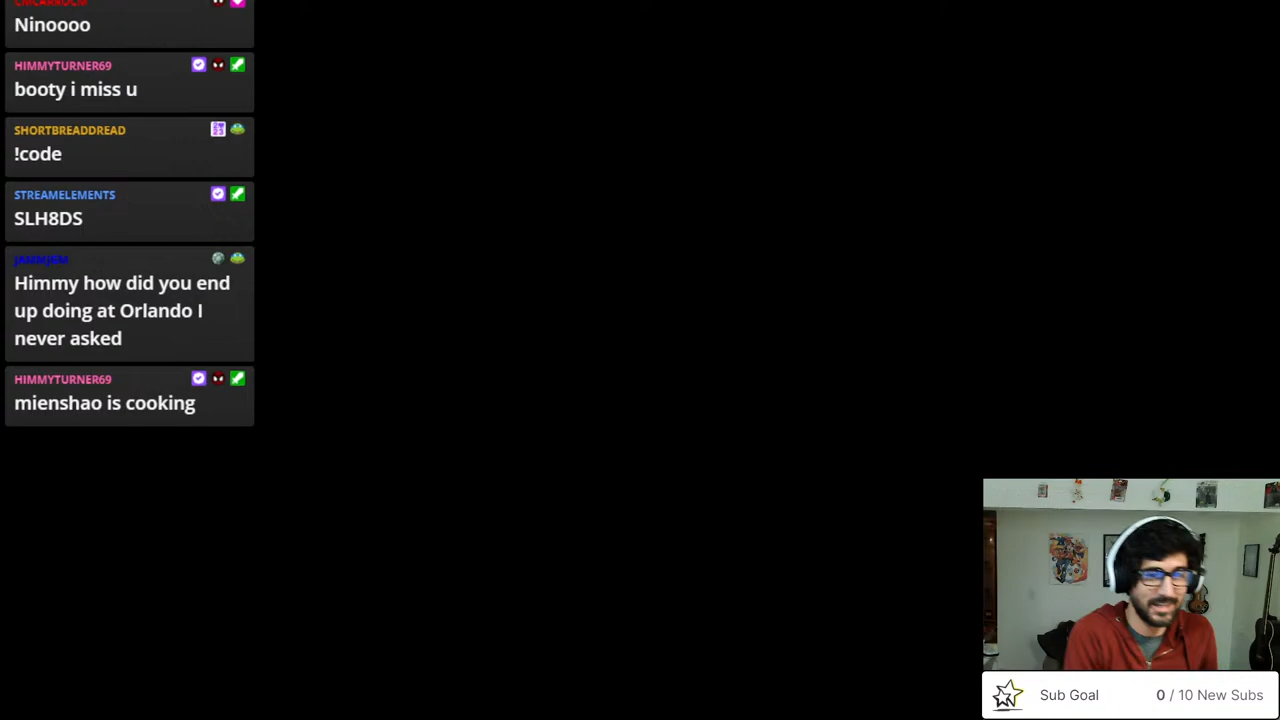 Ninoooo
HIMMYTURNER69
booty i miss u
SHORTBREADDREAD
!code
STREAMELEMENTS
SLH8DS
JAMMJEM
Himmy how did you end
up doing at Orlando I
never asked
HIMMYTURNER69
mienshao is cooking
Sub Goal 0 / 10 New Subs